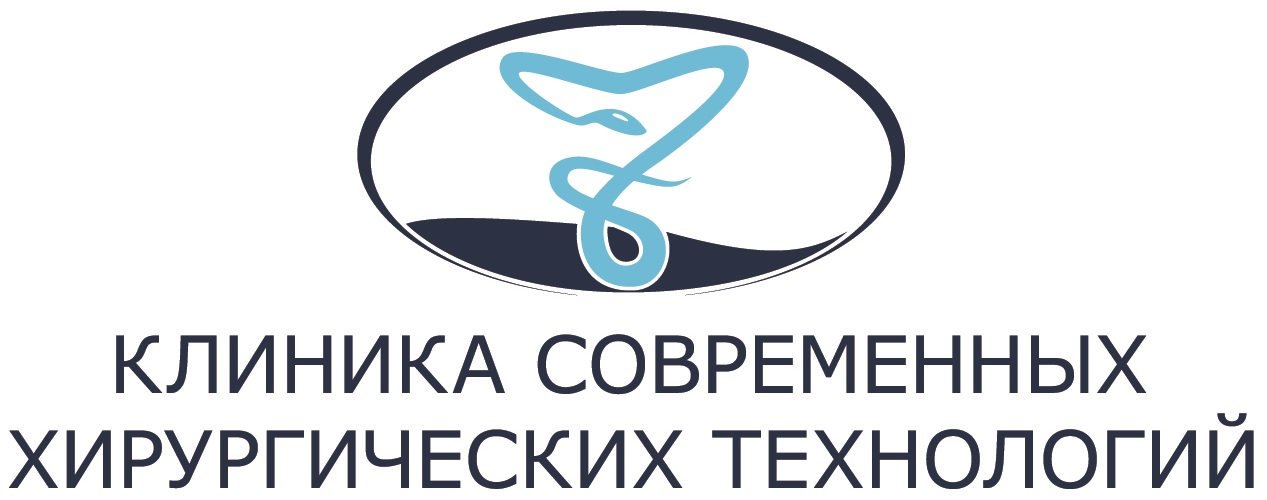 КЛИНИКА СОВРЕМЕННЫХ
ХИРУРГИЧЕСКИХ ТЕХНОЛОГИЙ